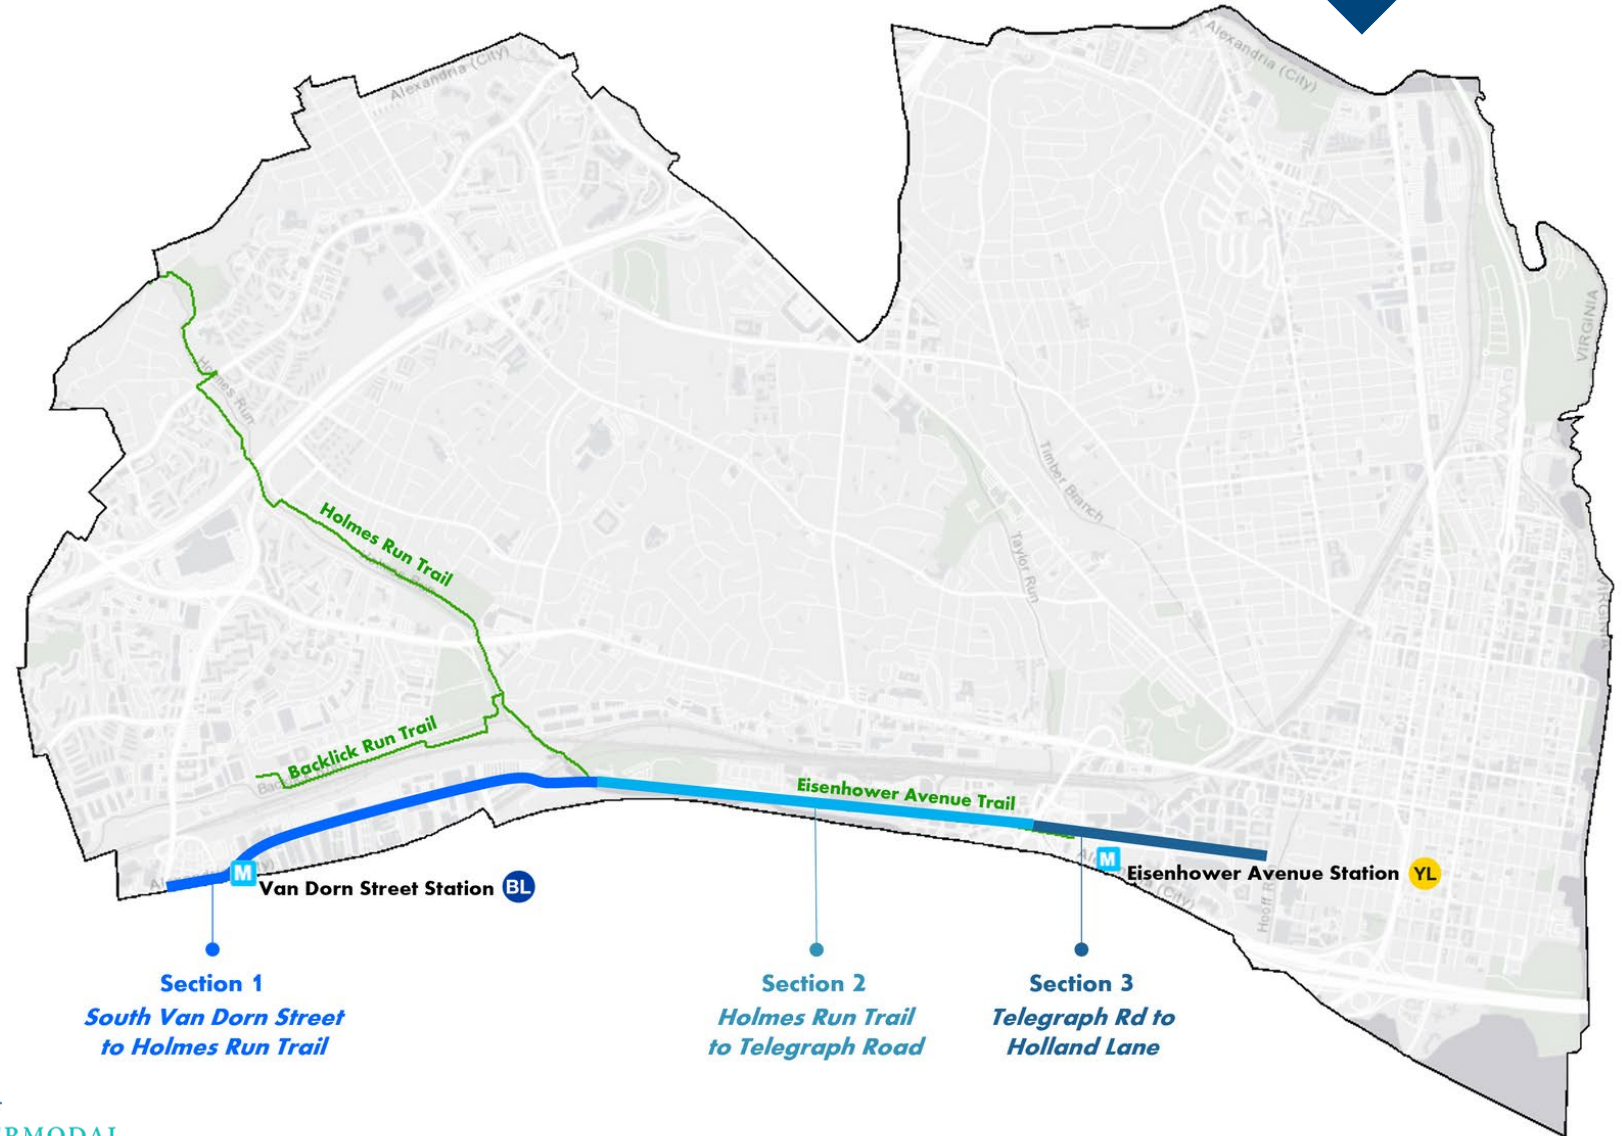 Alexandria (City)
Alexandria (City)
VIRGINIA
Holmes Run
Timber Branch
Holmes Run Trail
Taylor Run
Backlick Run Trail
Eisenhower Avenue Trail
M
Van Dorn Street Station BL
M
Eisenhower Avenue Station YL
Section 1
South Van Dorn Street
to Holmes Run Trail
Section 2
Holmes Run Trail
to Telegraph Road
Section 3
Telegraph Rd to
Holland Lane